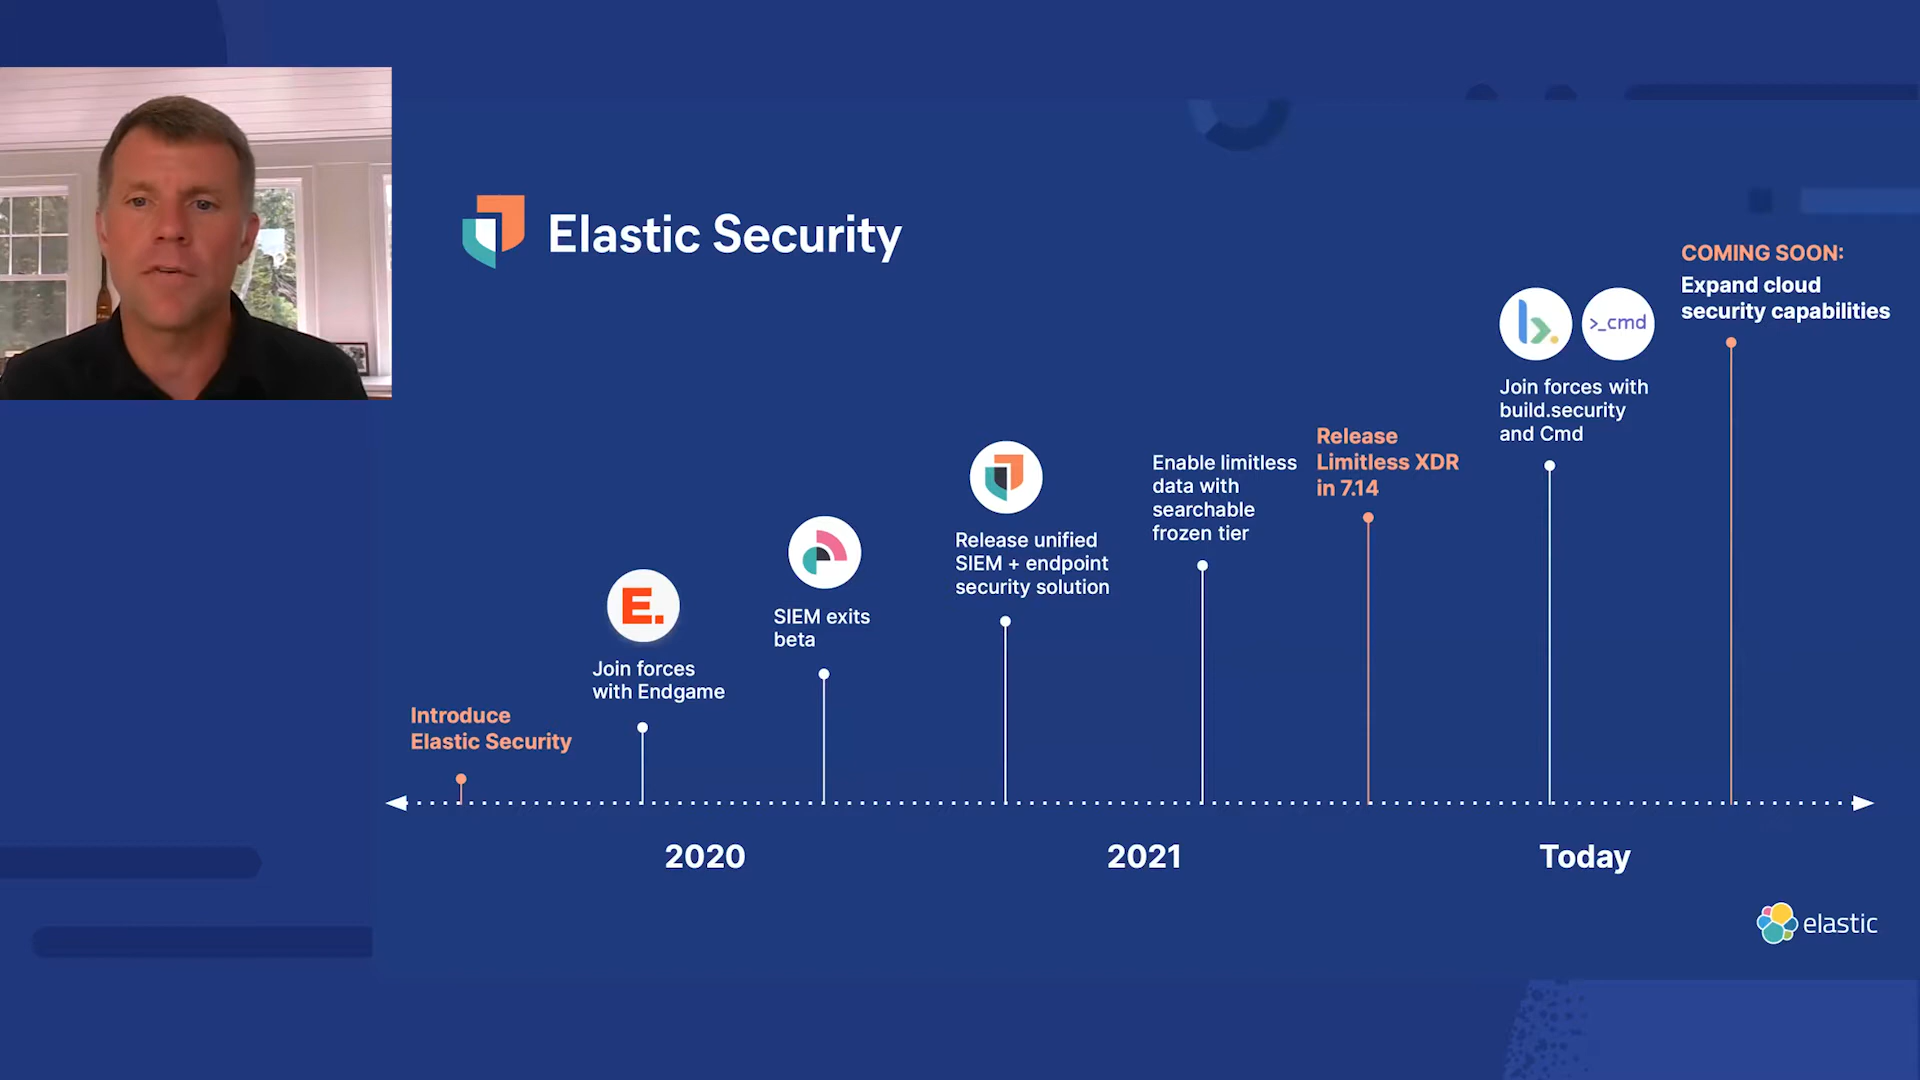 Elastic Security
Introduce
Elastic Security
E.
Join forces
with Endgame
SIEM exits
beta
Release unified
SIEM + endpoint
security solution
Enable limitless
data with
searchable
frozen tier
Release
Limitless XDR
in 7.14
b.
>_cmd
Join forces with
build.security
and Cmd
COMING SOON:
Expand cloud
security capabilities
2020
2021
Today
elastic